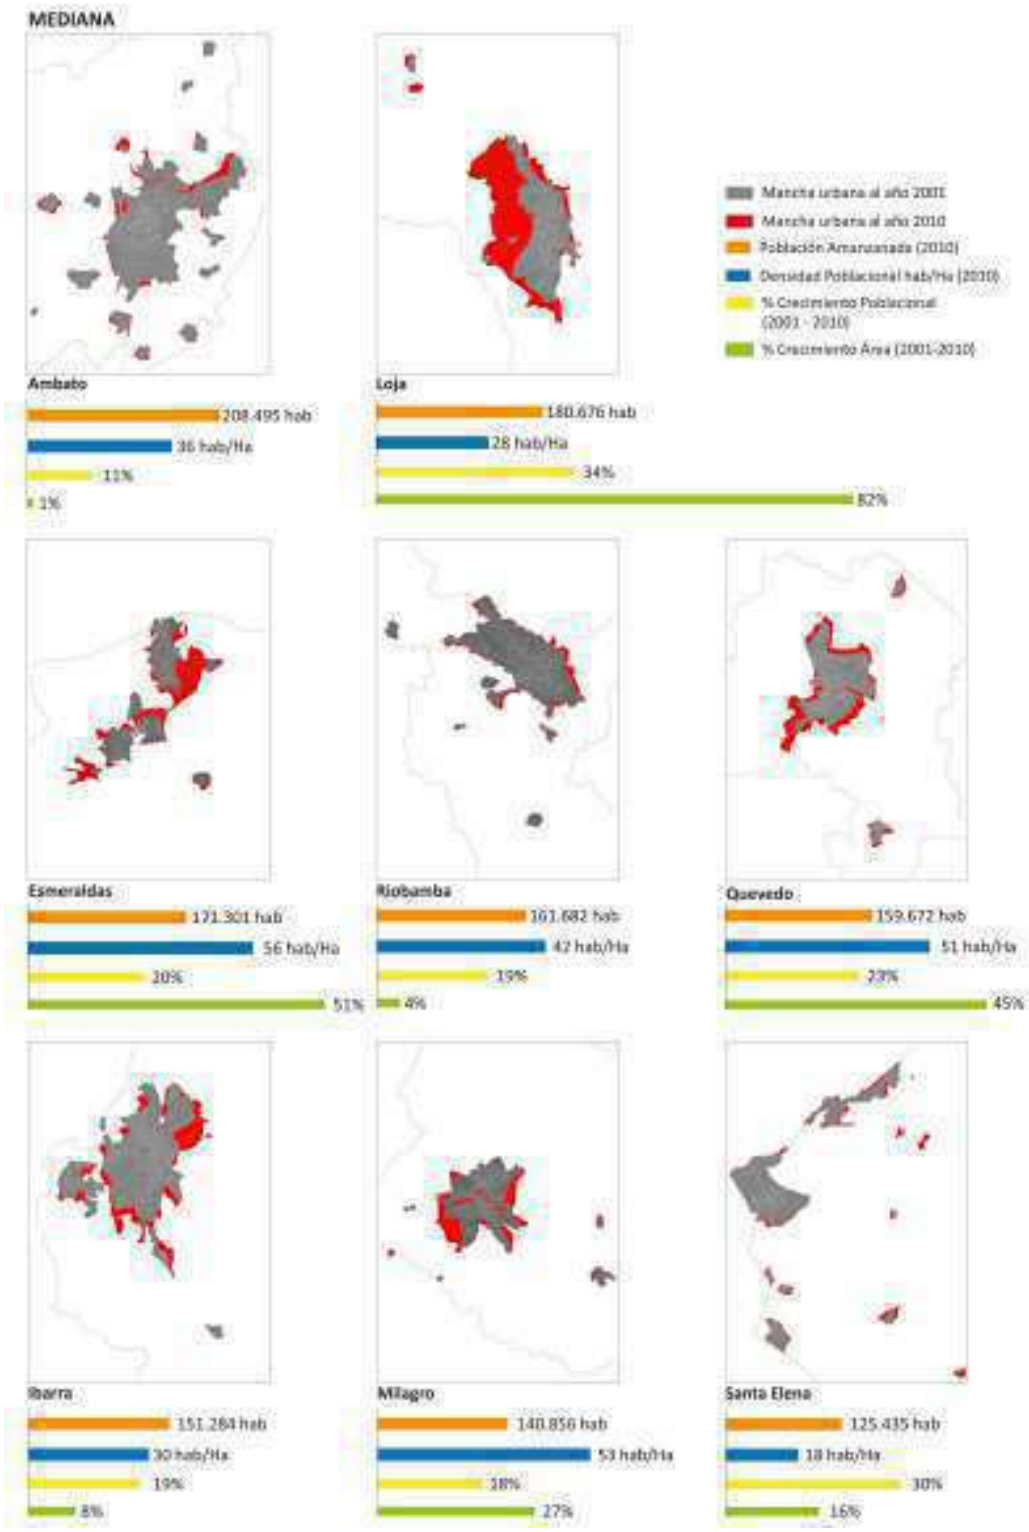 MEDIANA
Mancha urbana al año 2001
Mancha urbana al año 2010
Población Amanzanada (2010)
Densidad Poblacional hab/Ha (2010)
% Crecimiento Poblacional
(2001 - 2010)
% Crecimiento Área (2001-2010)
Ambato
208.495 hab
36 hab/Ha
11%
1%
Loja
180.676 hab
28 hab/Ha
34%
82%
Esmeraldas
171.301 hab
56 hab/Ha
20%
51%
Riobamba
161.682 hab
42 hab/Ha
19%
4%
Quevedo
159.672 hab
51 hab/Ha
23%
45%
Ibarra
151.284 hab
30 hab/Ha
19%
8%
Milagro
140.856 hab
53 hab/Ha
18%
27%
Santa Elena
125.435 hab
18 hab/Ha
30%
16%